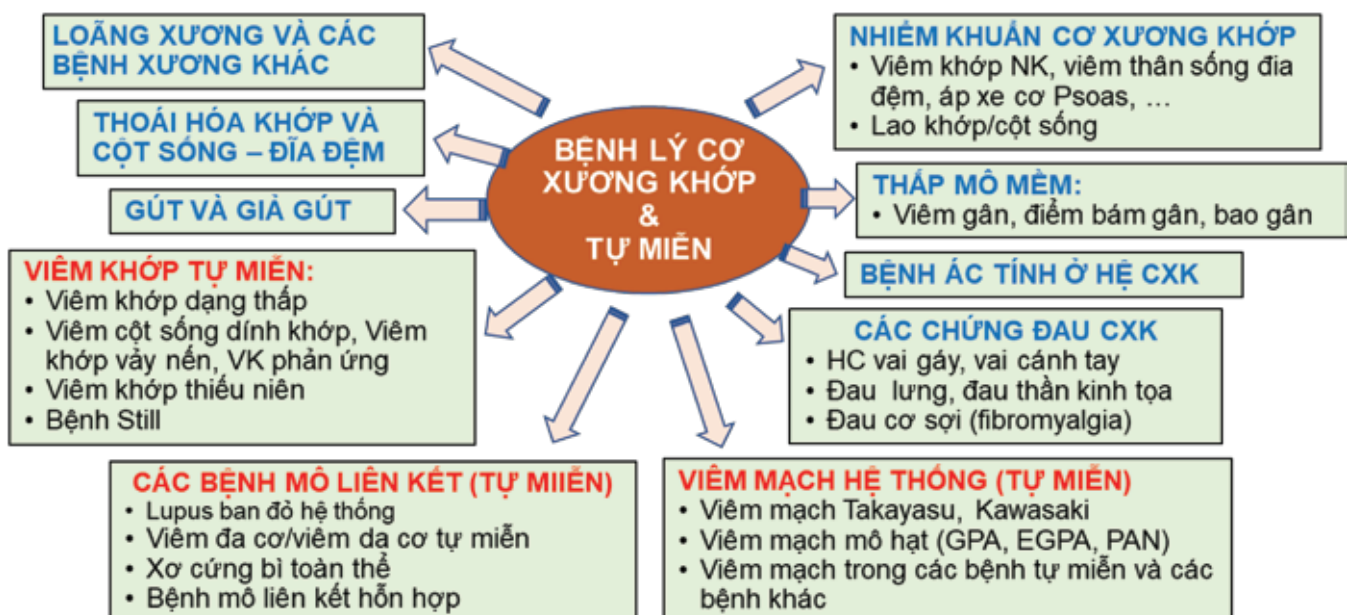 LOÃNG XƯƠNG VÀ CÁC
BỆNH XƯƠNG KHÁC
THOÁI HÓA KHỚP VÀ
CỘT SỐNG – ĐĨA ĐỆM
GÚT VÀ GIẢ GÚT
VIÊM KHỚP TỰ MIỄN:
• Viêm khớp dạng thấp
• Viêm cột sống dính khớp, Viêm
khớp vảy nến, VK phản ứng
• Viêm khớp thiếu niên
• Bệnh Still
BỆNH LÝ CƠ
XƯƠNG KHỚP
&
TỰ MIỄN
NHIỄM KHUẨN CƠ XƯƠNG KHỚP
• Viêm khớp NK, viêm thân sống đia
đệm, áp xe cơ Psoas, …
• Lao khớp/cột sống
THẤP MÔ MỀM:
• Viêm gân, điểm bám gân, bao gân
BỆNH ÁC TÍNH Ở HỆ CXK
CÁC CHỨNG ĐAU CXK
• HC vai gáy, vai cánh tay
• Đau lưng, đau thần kinh tọa
• Đau cơ sợi (fibromyalgia)
CÁC BỆNH MÔ LIÊN KẾT (TỰ MIIỄN)
• Lupus ban đỏ hệ thống
• Viêm đa cơ/viêm da cơ tự miễn
• Xơ cứng bì toàn thể
• Bệnh mô liên kết hỗn hợp
VIÊM MẠCH HỆ THỐNG (TỰ MIỄN)
• Viêm mạch Takayasu, Kawasaki
• Viêm mạch mô hạt (GPA, EGPA, PAN)
• Viêm mạch trong các bệnh tự miễn và các
bệnh khác